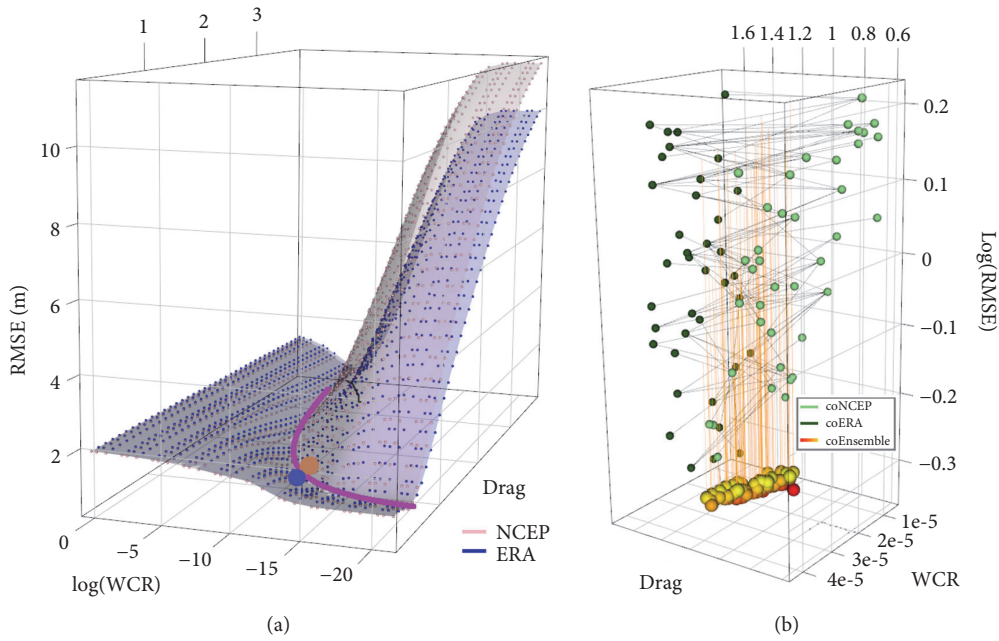 1
2
3
10
8
6
4
2
RMSE (m)
0
−5
−10
−15
−20
log(WCR)
Drag
NCEP
ERA
(a)
1.6
1.4
1.2
1
0.8
0.6
0.2
0.1
0
−0.1
−0.2
−0.3
Log(RMSE)
coNCEP
coERA
coEnsemble
1e-5
2e-5
3e-5
4e-5
WCR
Drag
(b)